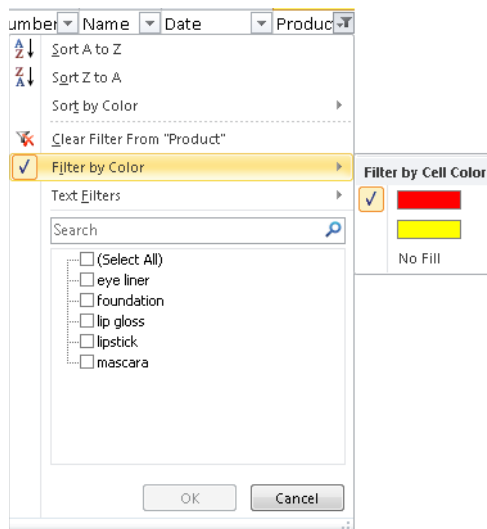 umber Name Date Produc
Sort A to Z
Sort Z to A
Sort by Color
Clear Filter From "Product"
Filter by Color
Text Filters
Search
(Select All)
eye liner
foundation
lip gloss
lipstick
mascara
OK Cancel
Filter by Cell Color
No Fill